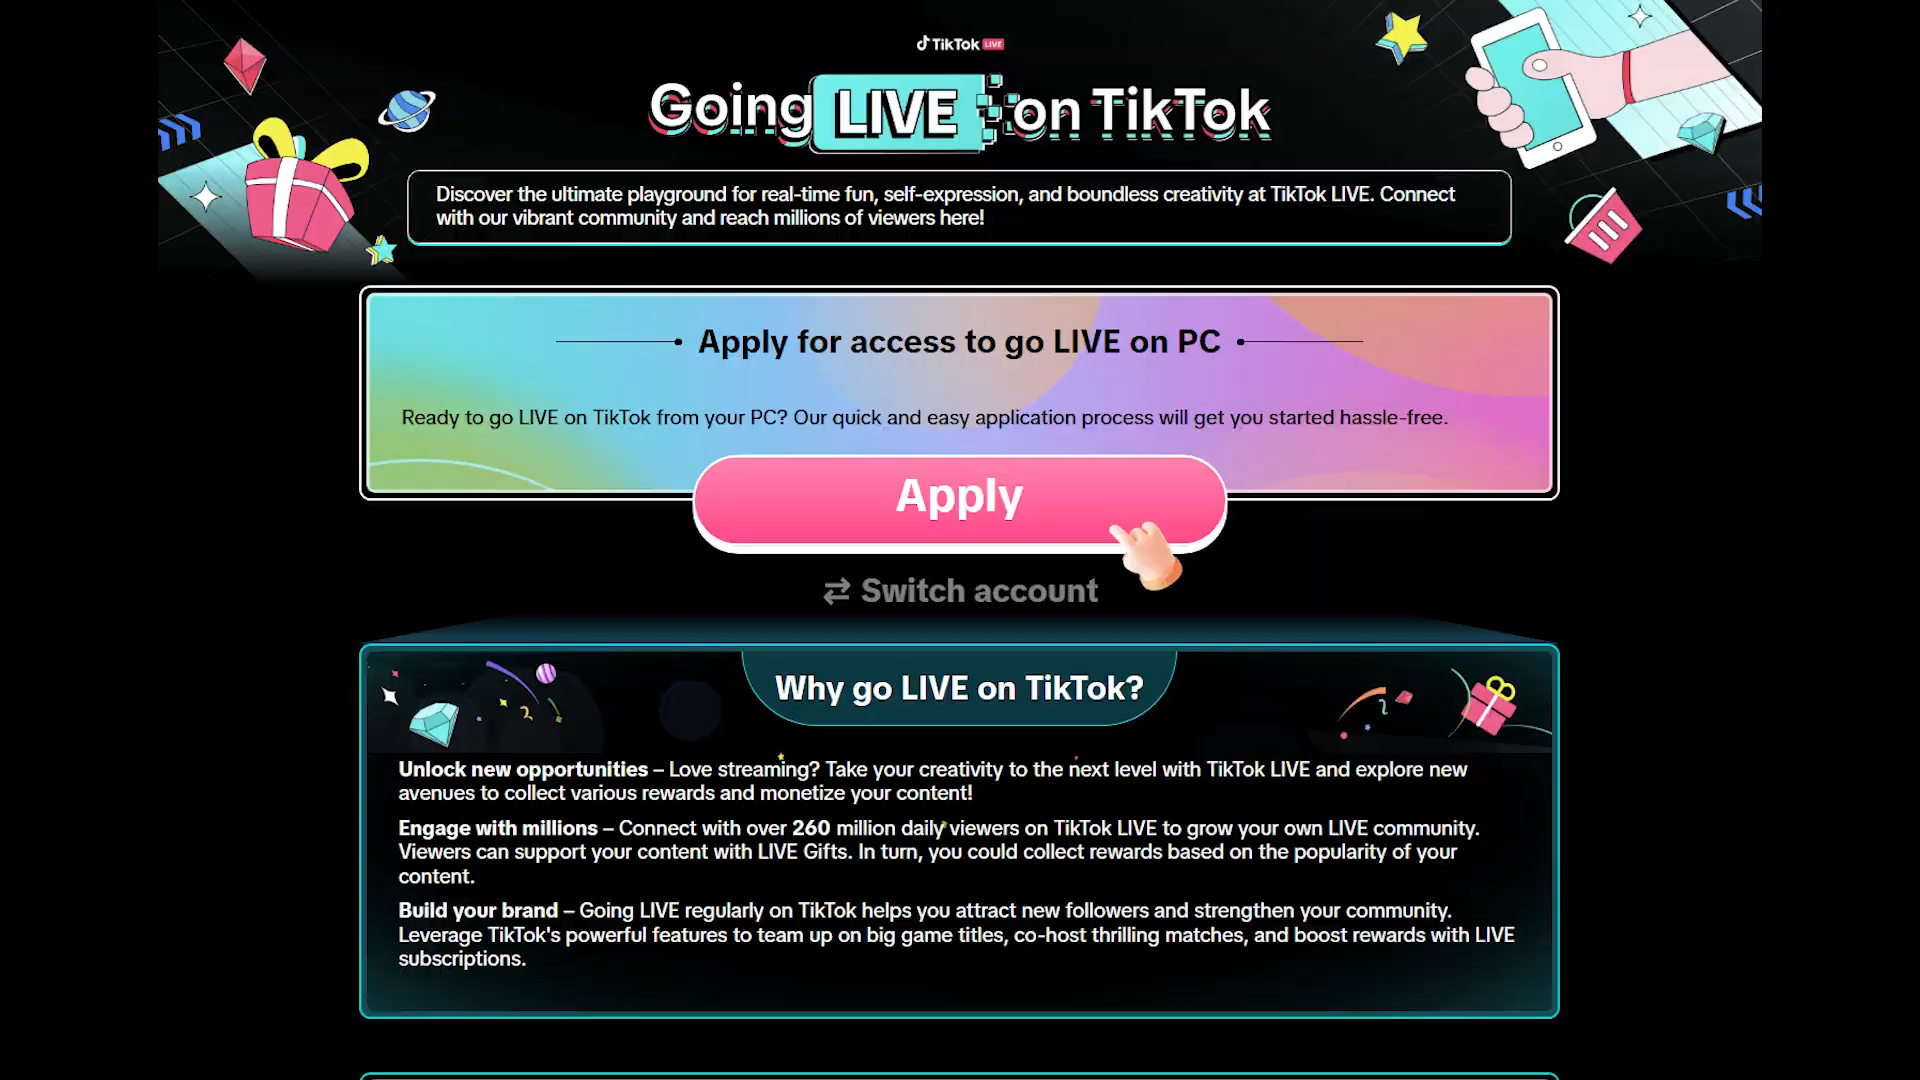 TikTok LIVE
Going LIVE on TikTok
Discover the ultimate playground for real-time fun, self-expression, and boundless creativity at TikTok LIVE. Connect
with our vibrant community and reach millions of viewers here!
Apply for access to go LIVE on PC
Ready to go LIVE on TikTok from your PC? Our quick and easy application process will get you started hassle-free.
Apply
Switch account
Why go LIVE on TikTok?
Unlock new opportunities – Love streaming? Take your creativity to the next level with TikTok LIVE and explore new
avenues to collect various rewards and monetize your content!
Engage with millions – Connect with over 260 million daily viewers on TikTok LIVE to grow your own LIVE community.
Viewers can support your content with LIVE Gifts. In turn, you could collect rewards based on the popularity of your
content.
Build your brand – Going LIVE regularly on TikTok helps you attract new followers and strengthen your community.
Leverage TikTok's powerful features to team up on big game titles, co-host thrilling matches, and boost rewards with LIVE
subscriptions.